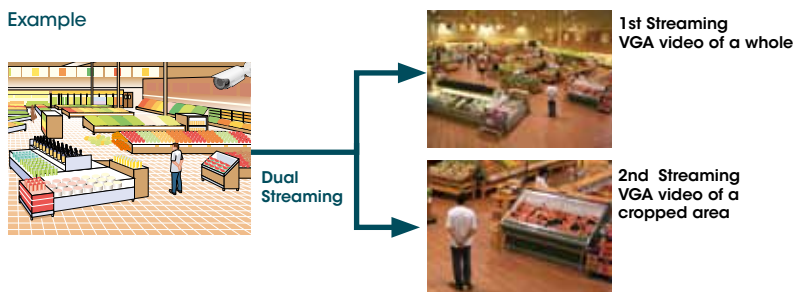 Example
1st Streaming
VGA video of a whole
Dual
Streaming
2nd Streaming
VGA video of a
cropped area